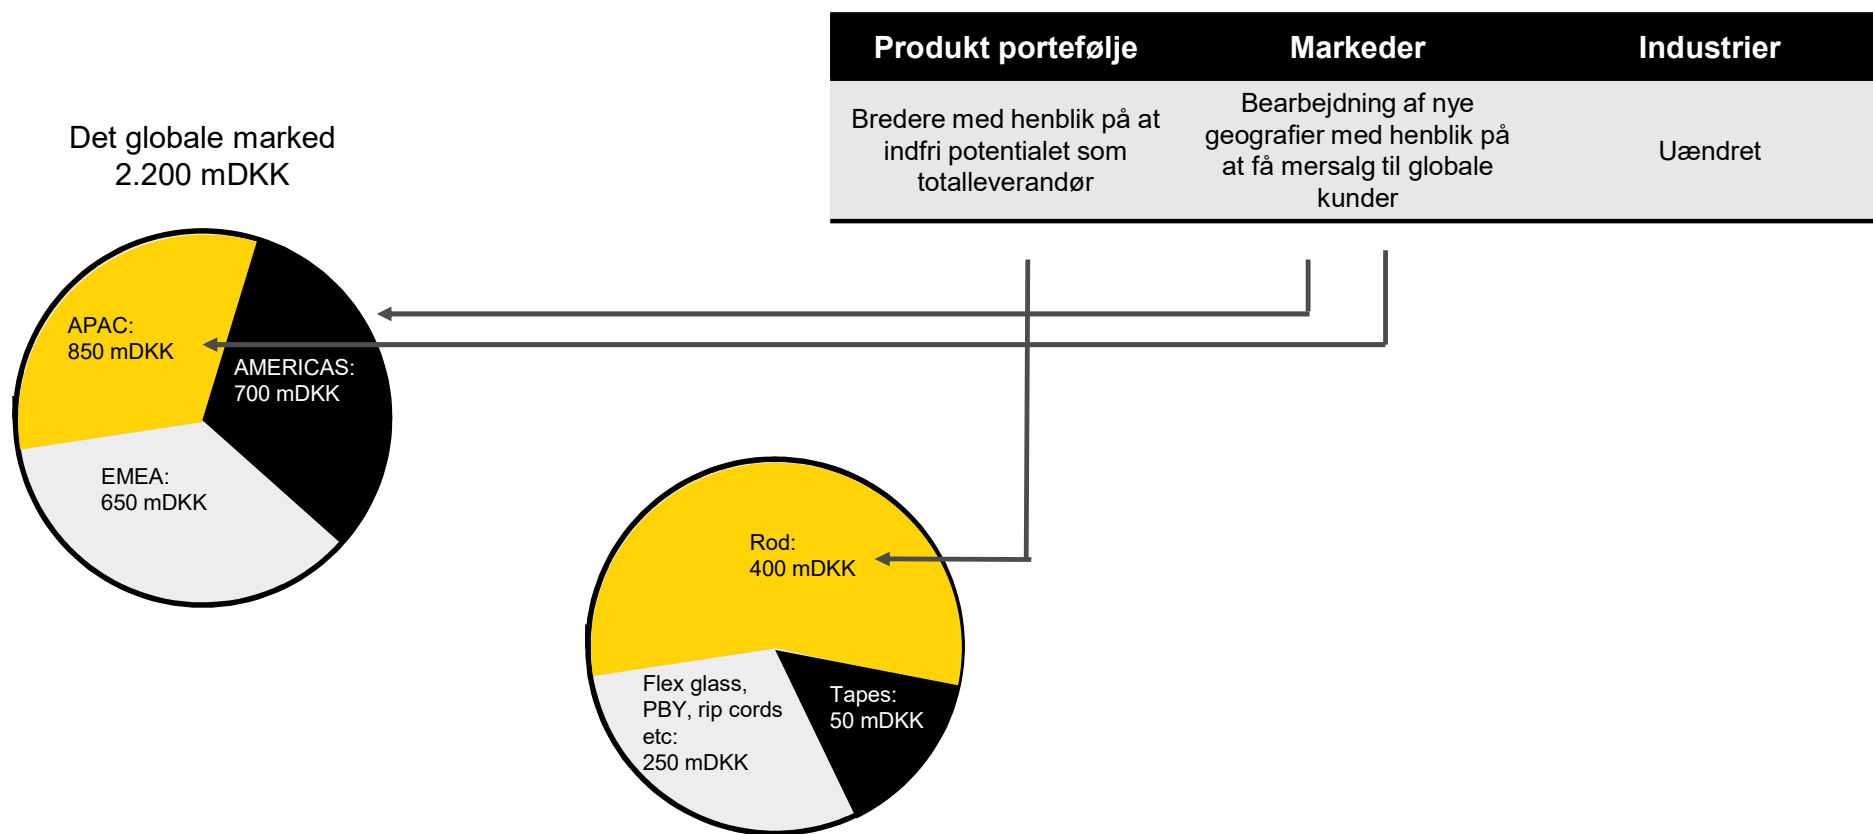 Produkt portefølje
Markeder
Industrier
Bredere med henblik på at
indfri potentialet som
totalleverandør
Bearbejdning af nye
geografier med henblik på
at få mersalg til globale
kunder
Uændret
Det globale marked
2.200 mDKK
APAC:
850 mDKK
AMERICAS:
700 mDKK
EMEA:
650 mDKK
Rod:
400 mDKK
Flex glass,
PBY, rip cords
etc:
250 mDKK
Tapes:
50 mDKK